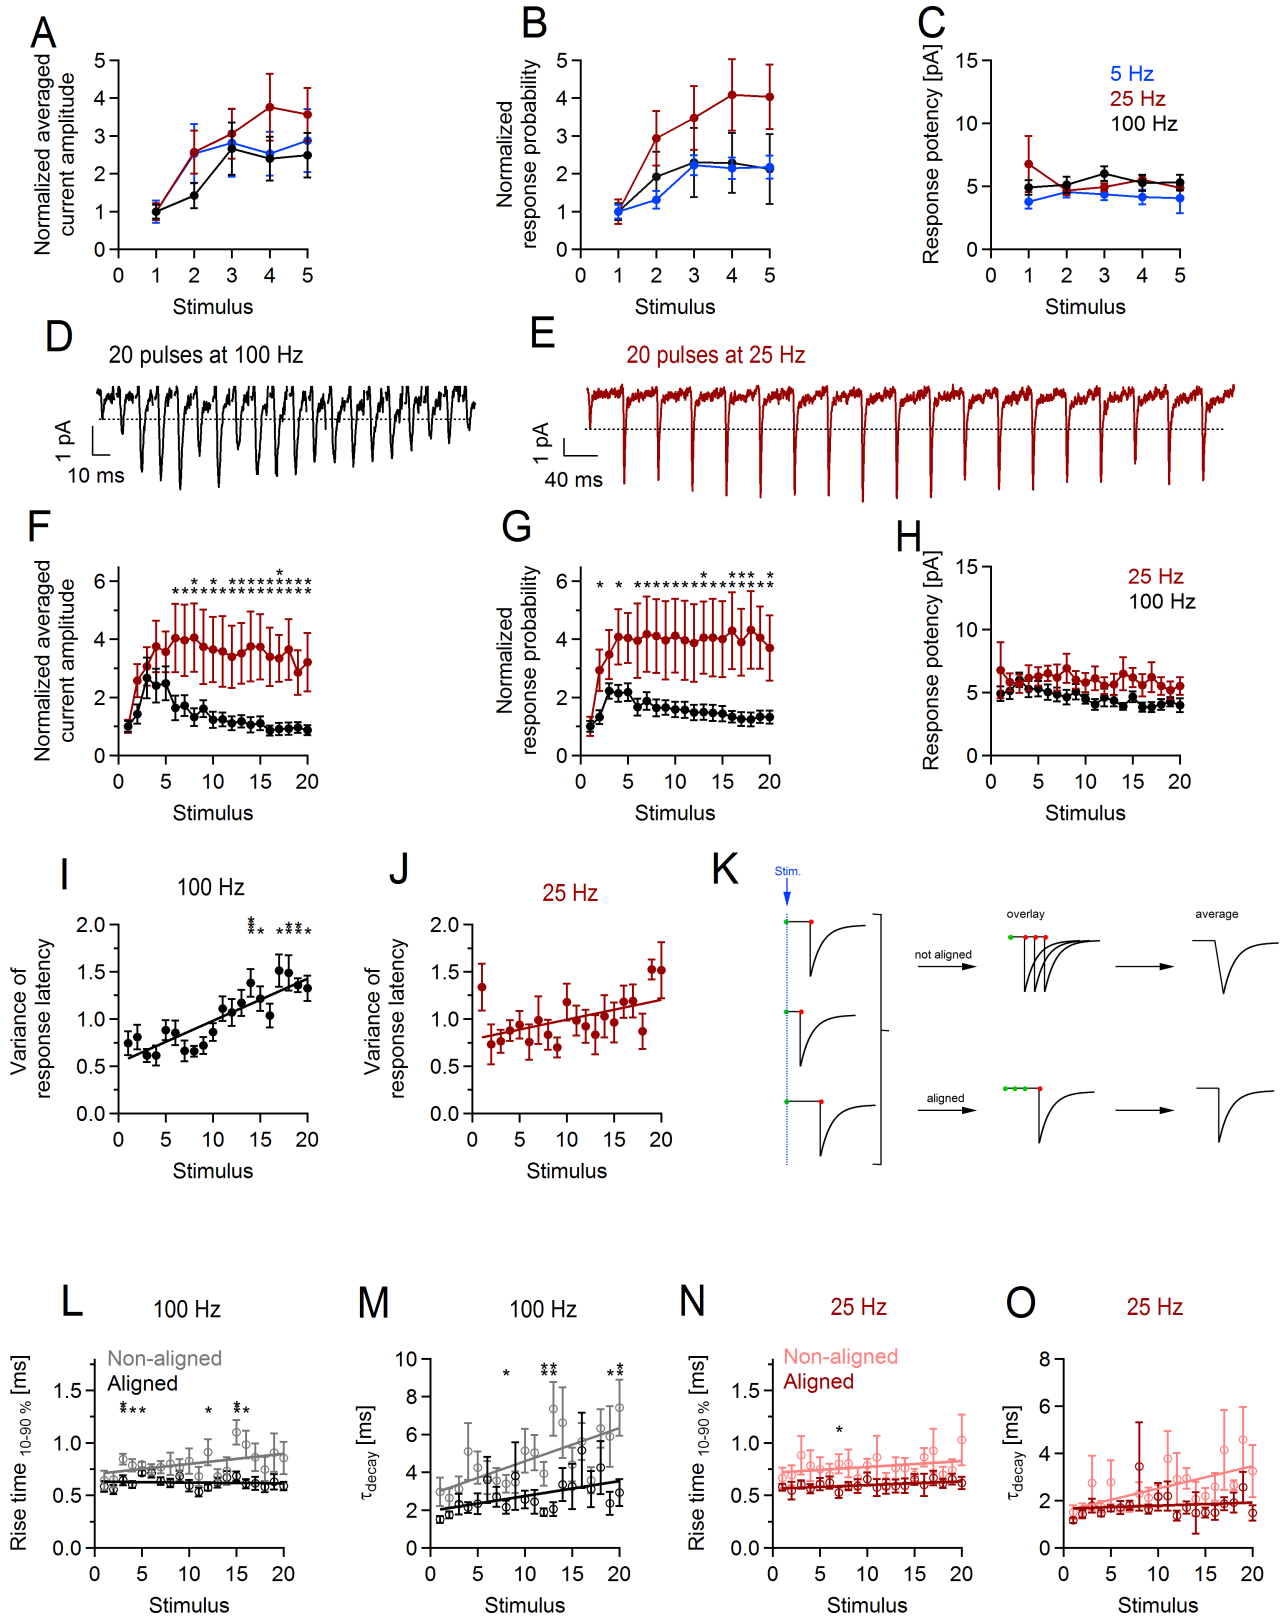 A
Normalized averaged
current amplitude
5
4
3
2
1
0
0 1 2 3 4 5
Stimulus
B
Normalized
response probability
5
4
3
2
1
0
0 1 2 3 4 5
Stimulus
C
Response potency [pA]
15
10
5
0
0 1 2 3 4 5
Stimulus
5 Hz
25 Hz
100 Hz
D
20 pulses at 100 Hz
1 pA
10 ms
E
20 pulses at 25 Hz
1 pA
40 ms
F
Normalized averaged
current amplitude
6
4
2
0
0 5 10 15 20
Stimulus
G
Normalized
response probability
6
4
2
0
0 5 10 15 20
Stimulus
H
Response potency [pA]
15
10
5
0
0 5 10 15 20
Stimulus
25 Hz
100 Hz
I
100 Hz
Variance of
response latency
2.0
1.5
1.0
0.5
0.0
0 5 10 15 20
Stimulus
J
25 Hz
Variance of
response latency
2.0
1.5
1.0
0.5
0.0
0 5 10 15 20
Stimulus
K
Stim.
overlay
average
not aligned
aligned
L
100 Hz
Rise time 10-90 % [ms]
Non-aligned
Aligned
1.5
1.0
0.5
0.0
0 5 10 15 20
Stimulus
M
100 Hz
τdecay [ms]
10
8
6
4
2
0
0 5 10 15 20
Stimulus
N
25 Hz
Rise time 10-90 % [ms]
Non-aligned
Aligned
1.5
1.0
0.5
0.0
0 5 10 15 20
Stimulus
O
25 Hz
τdecay [ms]
8
6
4
2
0
0 5 10 15 20
Stimulus